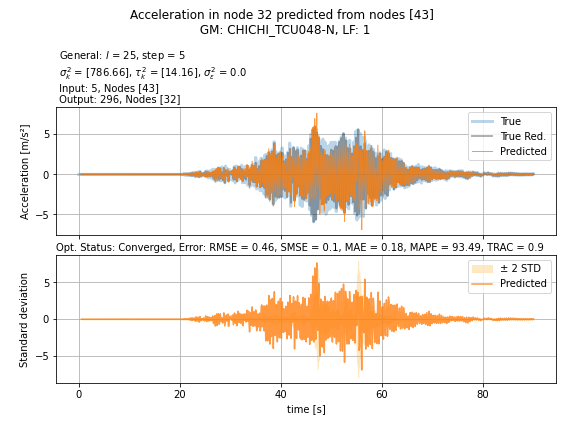 Acceleration in node 32 predicted from nodes [43]
GM: CHICHI_TCU048-N, LF: 1
General: l = 25, step = 5
σ²ₖ = [786.66], τ²ₖ = [14.16], σ²ε = 0.0
Input: 5, Nodes [43]
Output: 296, Nodes [32]
Acceleration [m/s²]
5
0
−5
True
True Red.
Predicted
Opt. Status: Converged, Error: RMSE = 0.46, SMSE = 0.1, MAE = 0.18, MAPE = 93.49, TRAC = 0.9
Standard deviation
5
0
−5
± 2 STD
Predicted
0 20 40 60 80
time [s]